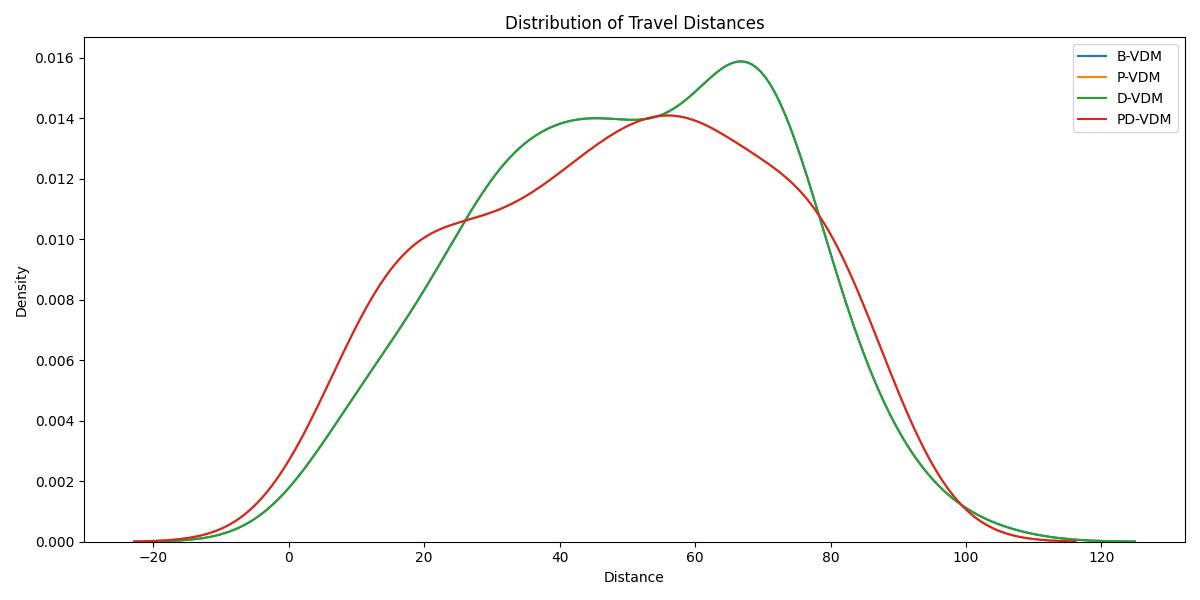 Distribution of Travel Distances
B-VDM
P-VDM
D-VDM
PD-VDM
Density
0.016
0.014
0.012
0.010
0.008
0.006
0.004
0.002
0.000
−20 0 20 40 60 80 100 120
Distance